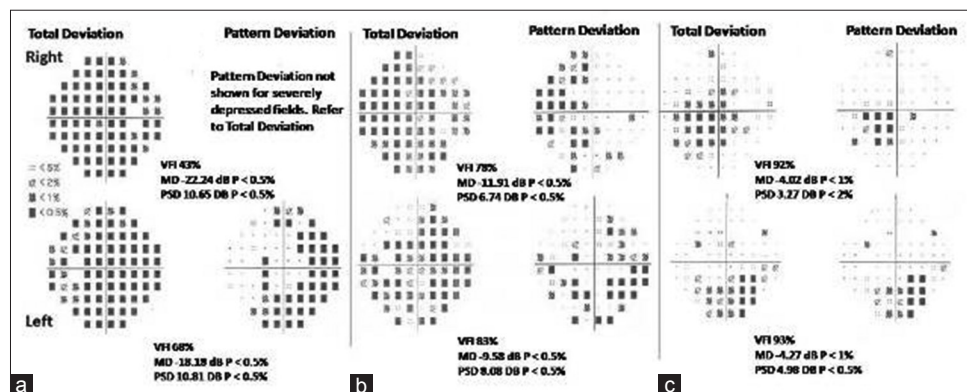 Total Deviation
Pattern Deviation
Right
Pattern Deviation not
shown for severely
depressed fields. Refer
to Total Deviation
VFI 43%
MD -22.24 dB P < 0.5%
PSD 10.65 DB P < 0.5%
:: < 5%
< 2%
< 1%
< 0.5%
Left
VFI 68%
MD -18.18 dB P < 0.5%
PSD 10.81 DB P < 0.5%
a
Total Deviation
Pattern Deviation
VFI 78%
MD -11.91 dB P < 0.5%
PSD 6.74 DB P < 0.5%
VFI 83%
MD -9.58 dB P < 0.5%
PSD 8.08 DB P < 0.5%
b
Total Deviation
Pattern Deviation
VFI 92%
MD -4.02 dB P < 1%
PSD 3.27 DB P < 2%
VFI 93%
MD -4.27 dB P < 1%
PSD 4.98 DB P < 0.5%
c